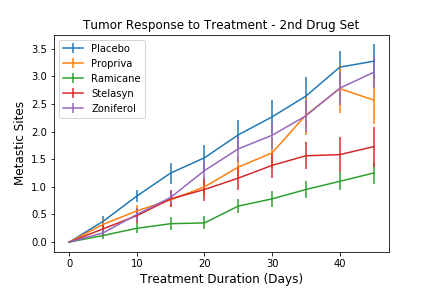 Tumor Response to Treatment - 2nd Drug Set
Metastic Sites
3.5
3.0
2.5
2.0
1.5
1.0
0.5
0.0
Placebo
Propriva
Ramicane
Stelasyn
Zoniferol
0 10 20 30 40
Treatment Duration (Days)